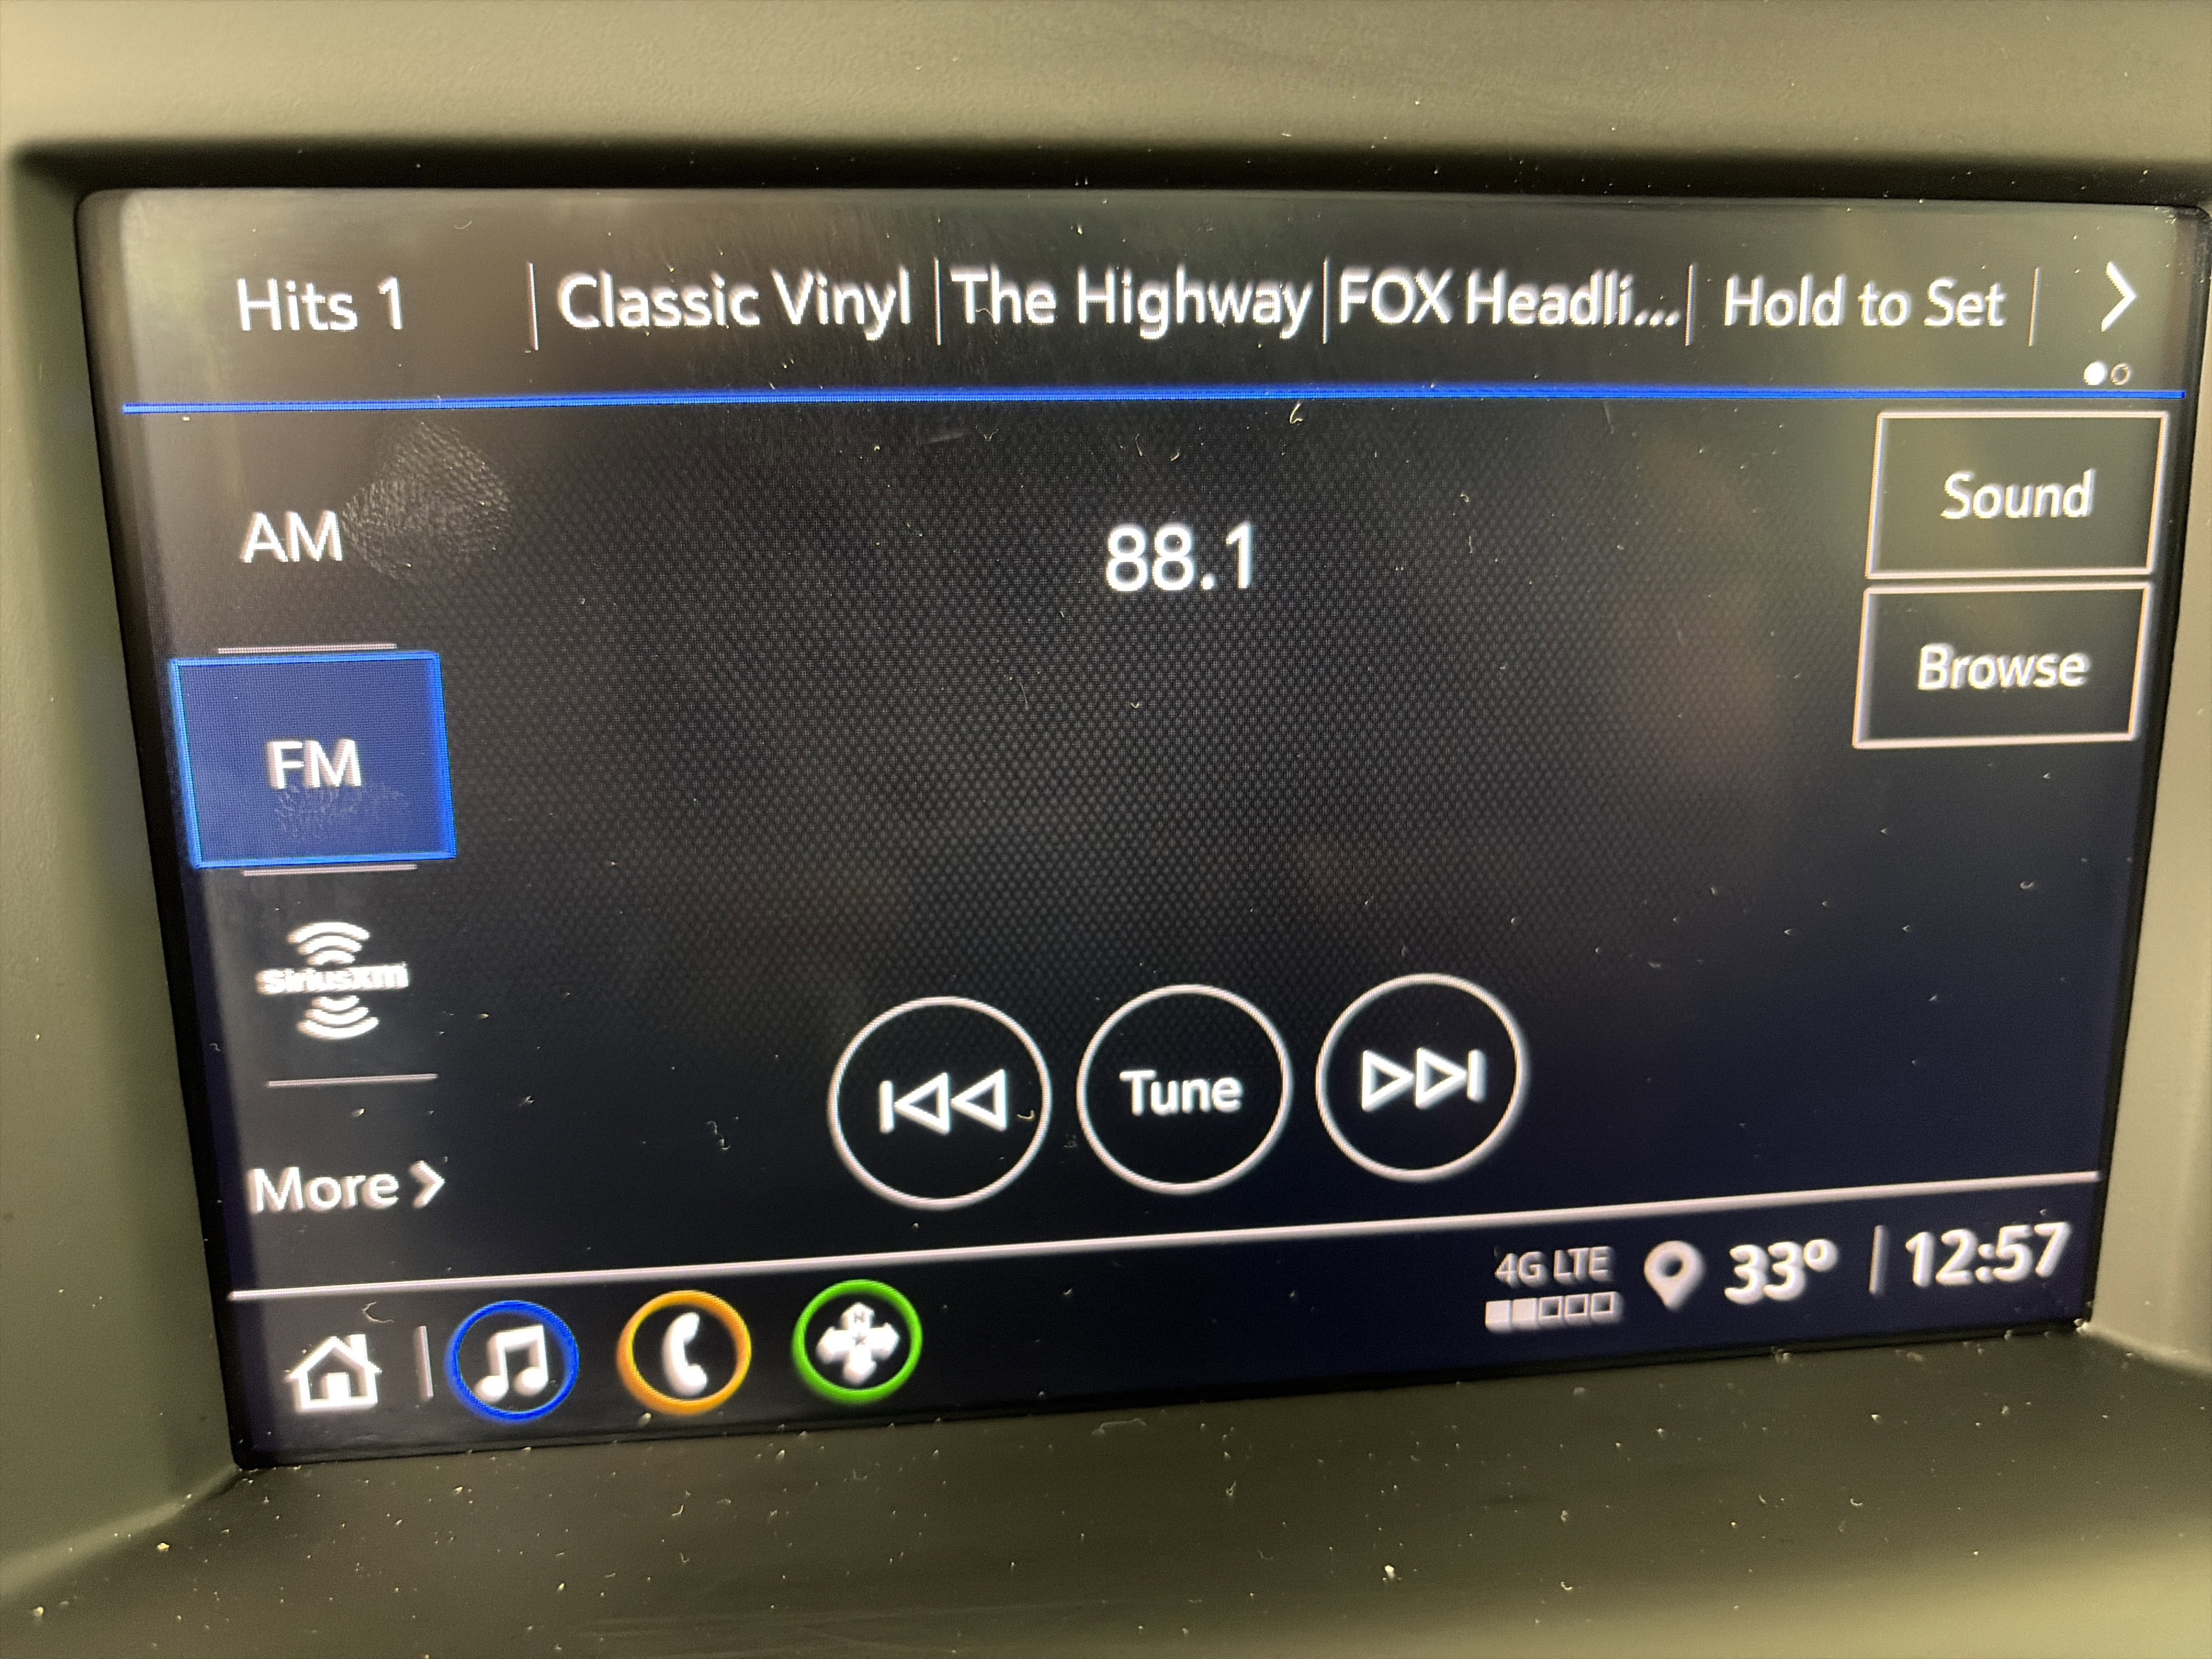 Hits 1 | Classic Vinyl | The Highway | FOX Headli... | Hold to Set |
AM
88.1
Sound
Browse
FM
SiriusXM
Tune
More
4G LTE
33° | 12:57
N